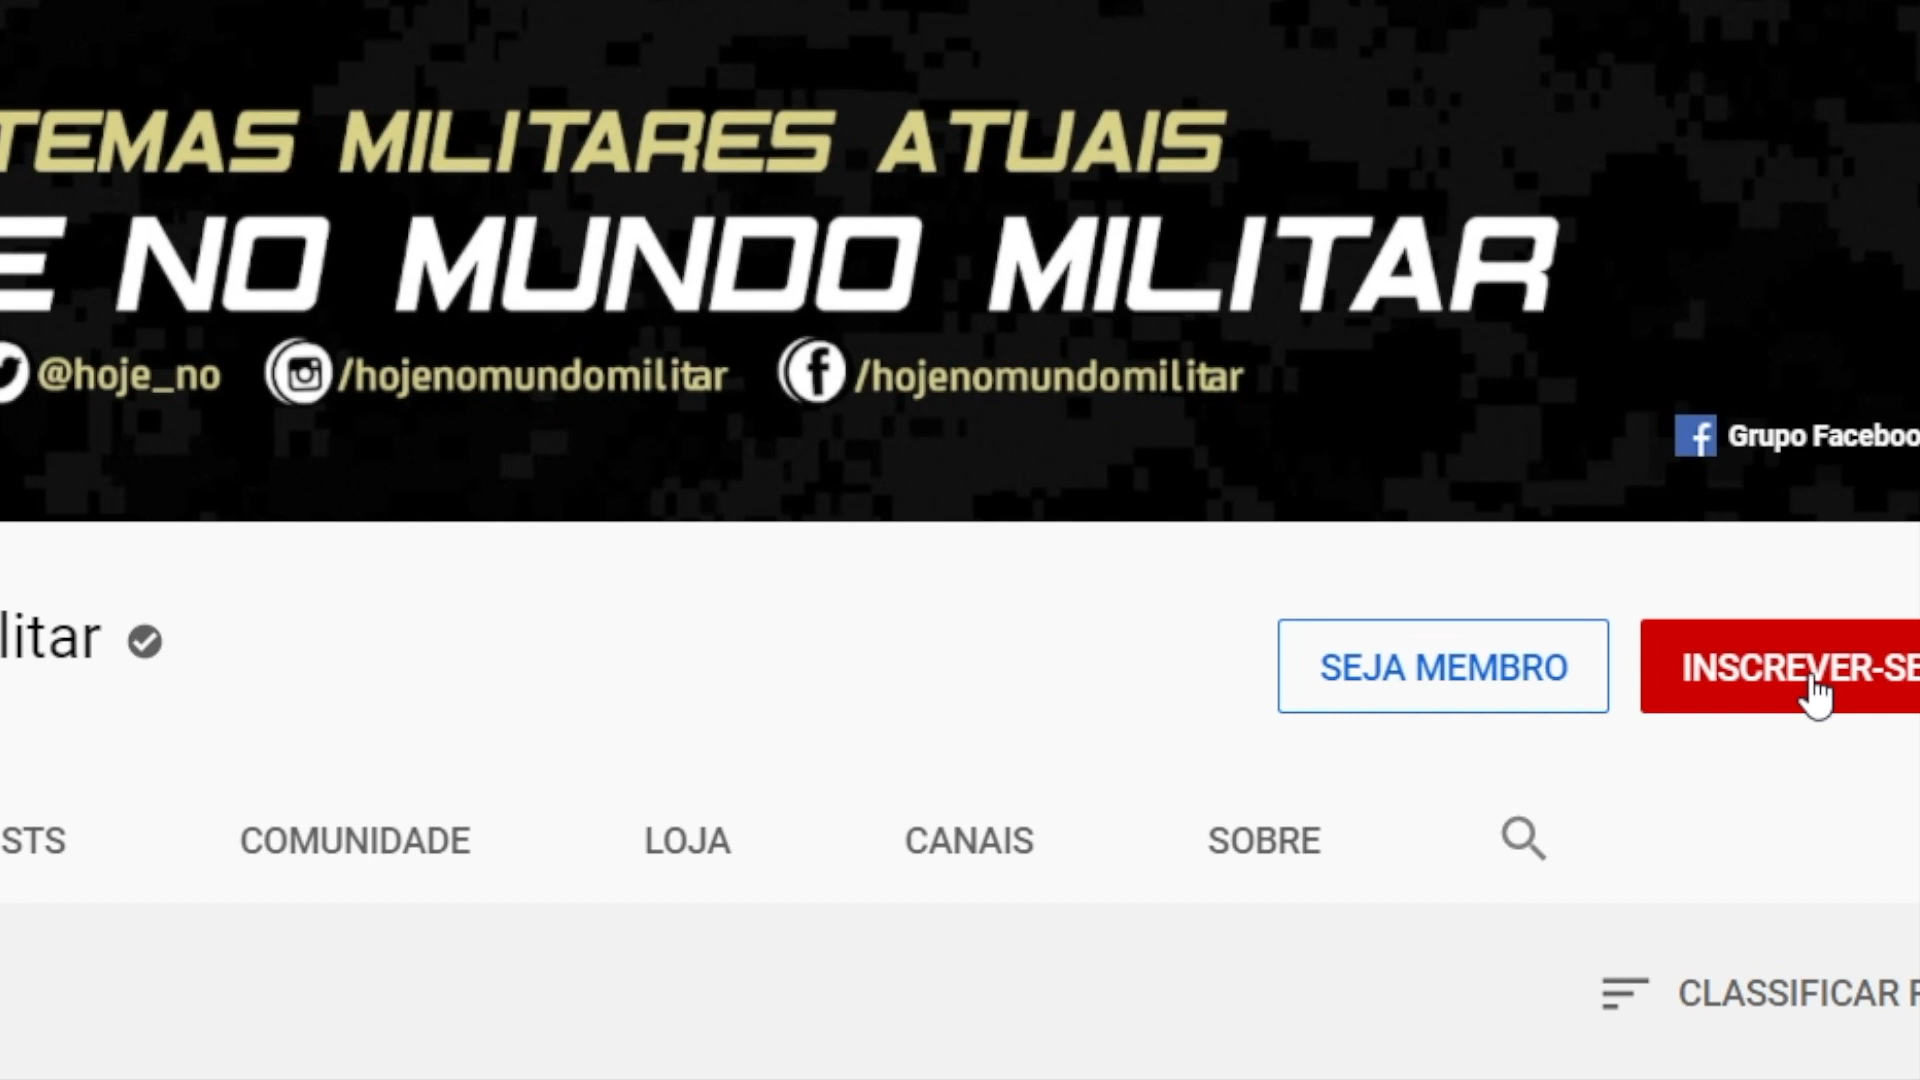 TEMAS MILITARES ATUAIS
E NO MUNDO MILITAR
@hoje_no /hojenomundomilitar /hojenomundomilitar
Grupo Faceboo
litar
SEJA MEMBRO INSCREVER-SE
STS COMUNIDADE LOJA CANAIS SOBRE
CLASSIFICAR P